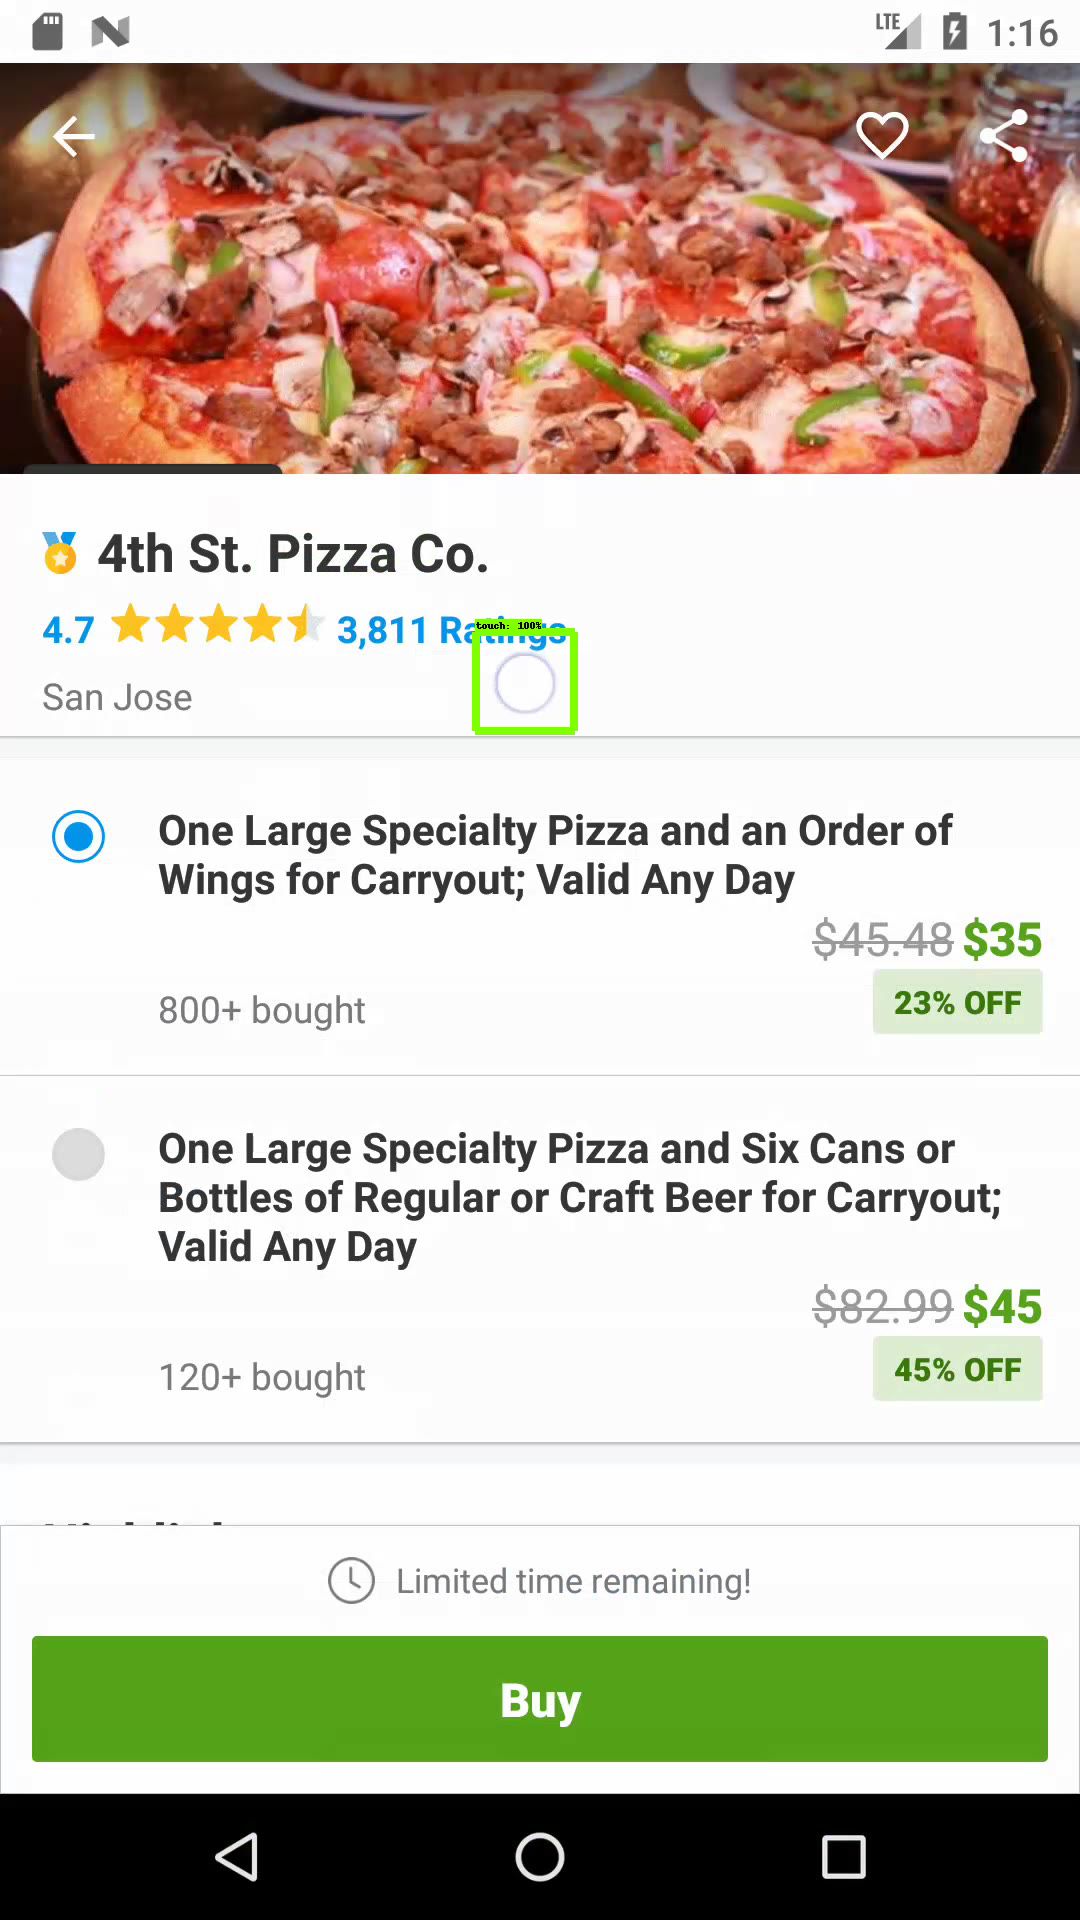 LTE 1:16
4th St. Pizza Co.
4.7 3,811 Ratings
touch: 100%
San Jose
One Large Specialty Pizza and an Order of
Wings for Carryout; Valid Any Day
$45.48 $35
23% OFF
800+ bought
One Large Specialty Pizza and Six Cans or
Bottles of Regular or Craft Beer for Carryout;
Valid Any Day
$82.99 $45
45% OFF
120+ bought
Limited time remaining!
Buy